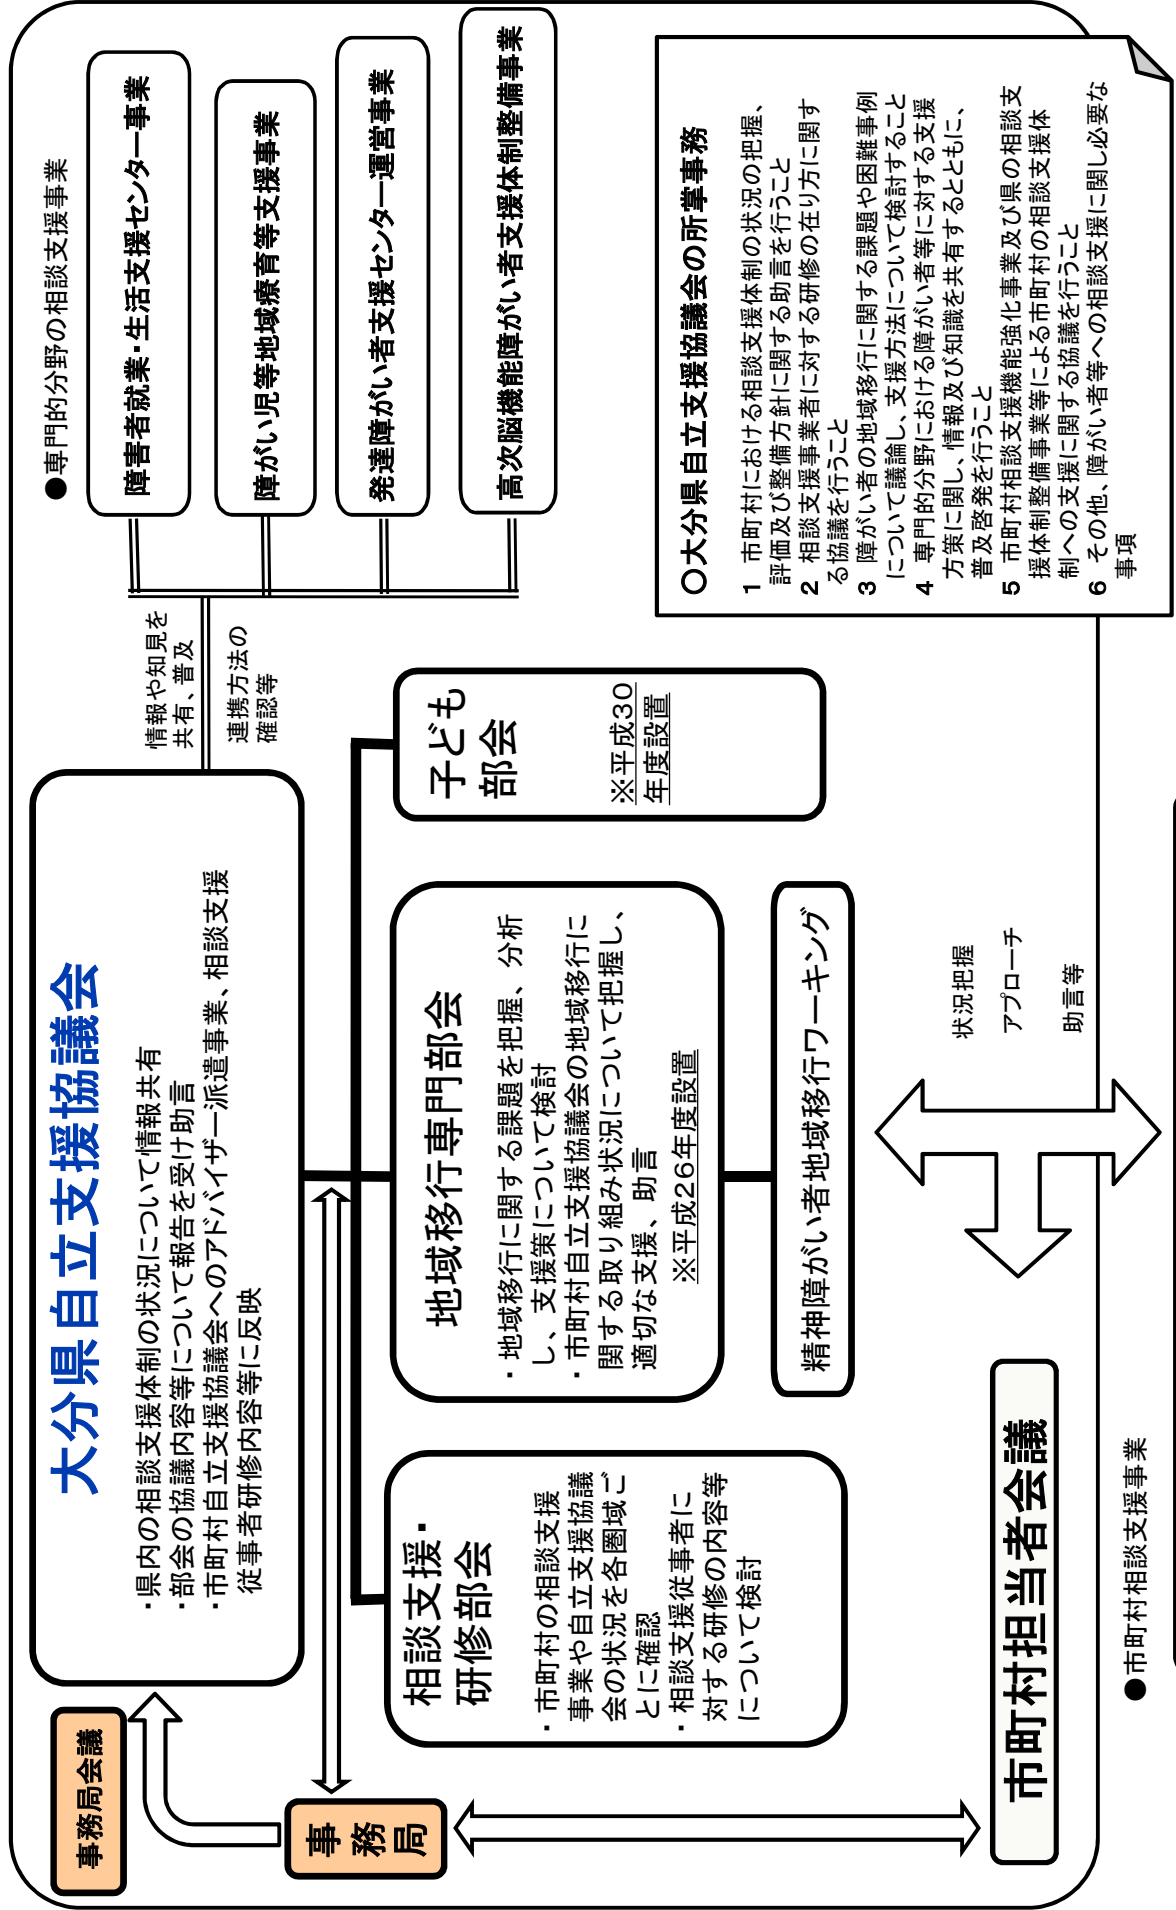 大分県自立支援協議会
・県内の相談支援体制の状況について情報共有
部会の協議内容等について報告を受け助言
・市町村自立支援協議会へのアドバイザー派遣事業、相談支援
従事者研修内容等に反映
事務局会議
事務局
情報や知見を
共有、普及
連携方法の
確認等
●専門的分野の相談支援事業
障害者就業・生活支援センター事業
障がい児等地域療育等支援事業
発達障がい者支援センター運営事業
高次脳機能障がい者支援体制整備事業
相談支援・
研修部会
・市町村の相談支援
事業や自立支援協議
会の状況を各圏域ご
とに確認
・相談支援従事者に
対する研修の内容等
について検討
地域移行専門部会
・地域移行に関する課題を把握、分析
し、支援策について検討
・市町村自立支援協議会の地域移行に
関する取り組み状況について把握し、
適切な支援、助言
※平成26年度設置
精神障がい者地域移行ワーキング
子ども
部会
※平成30
年度設置
○大分県自立支援協議会の所掌事務
1 市町村における相談支援体制の状況の把握、
評価及び整備方針に関する助言を行うこと
2 相談支援事業者に対する研修の在り方に関す
る協議を行うこと
3 障がい者の地域移行に関する課題や困難事例
について議論し、支援方法について検討すること
4 専門的分野における障がい者等に対する支援
方策に関し、情報及び知識を共有するとともに、
普及啓発を行うこと
5 市町村相談支援機能強化事業及び県の相談支
援体制整備事業等による市町村の相談支援体
制への支援に関する協議を行うこと
6 その他、障がい者等への相談支援に関し必要な
事項
状況把握
アプローチ
助言等
市町村担当者会議
●市町村相談支援事業